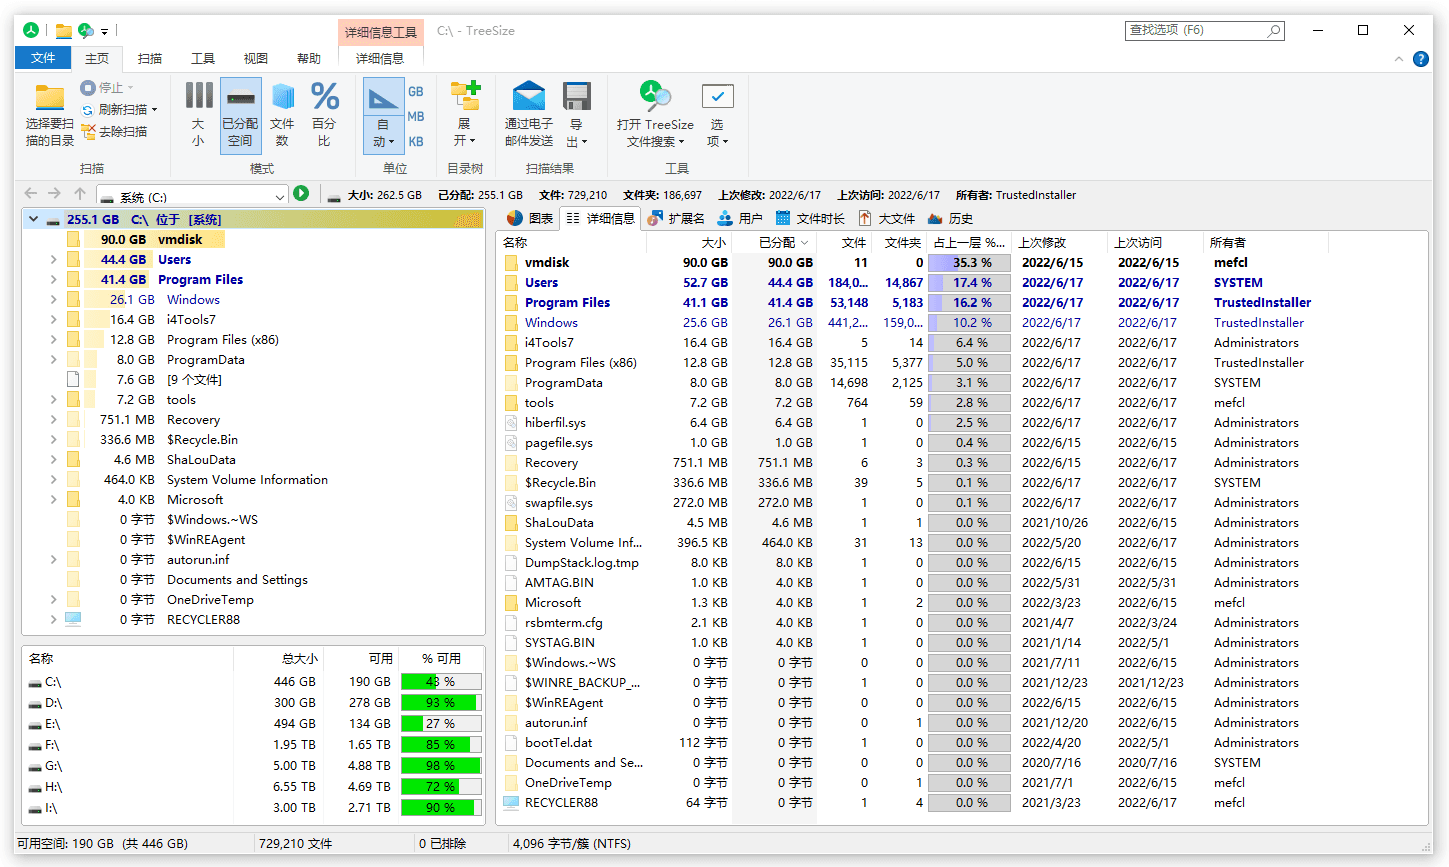 详细信息工具 C:\ - TreeSize 查找选项 (F6)
文件 主页 扫描 工具 视图 帮助 详细信息
选择要扫描的目录
停止
刷新扫描
去除扫描
扫描
大小
已分配空间
文件数
百分比
模式
自动
GB
MB
KB
单位
展开
目录树
通过电子邮件发送
导出
扫描结果
打开 TreeSize 文件搜索
选项
工具
系统 (C:) 大小: 262.5 GB 已分配: 255.1 GB 文件: 729,210 文件夹: 186,697 上次修改: 2022/6/17 上次访问: 2022/6/17 所有者: TrustedInstaller
255.1 GB C:\ 位于 [系统]
90.0 GB vmdisk
44.4 GB Users
41.4 GB Program Files
26.1 GB Windows
16.4 GB i4Tools7
12.8 GB Program Files (x86)
8.0 GB ProgramData
7.6 GB [9 个文件]
7.2 GB tools
751.1 MB Recovery
336.6 MB $Recycle.Bin
4.6 MB ShaLouData
464.0 KB System Volume Information
4.0 KB Microsoft
0 字节 $Windows.~WS
0 字节 $WinREAgent
0 字节 autorun.inf
0 字节 Documents and Settings
0 字节 OneDriveTemp
0 字节 RECYCLER88
名称 总大小 可用 % 可用
C:\ 446 GB 190 GB 43 %
D:\ 300 GB 278 GB 93 %
E:\ 494 GB 134 GB 27 %
F:\ 1.95 TB 1.65 TB 85 %
G:\ 5.00 TB 4.88 TB 98 %
H:\ 6.55 TB 4.69 TB 72 %
I:\ 3.00 TB 2.71 TB 90 %
图表 详细信息 扩展名 用户 文件时长 大文件 历史
名称 大小 已分配 文件 文件夹 占上一层 %... 上次修改 上次访问 所有者
vmdisk 90.0 GB 90.0 GB 11 0 35.3 % 2022/6/15 2022/6/15 mefcl
Users 52.7 GB 44.4 GB 184,0... 14,867 17.4 % 2022/6/17 2022/6/17 SYSTEM
Program Files 41.1 GB 41.4 GB 53,148 5,183 16.2 % 2022/6/17 2022/6/17 TrustedInstaller
Windows 25.6 GB 26.1 GB 441,2... 159,0... 10.2 % 2022/6/17 2022/6/17 TrustedInstaller
i4Tools7 16.4 GB 16.4 GB 5 14 6.4 % 2022/6/17 2022/6/17 Administrators
Program Files (x86) 12.8 GB 12.8 GB 35,115 5,377 5.0 % 2022/6/17 2022/6/17 TrustedInstaller
ProgramData 8.0 GB 8.0 GB 14,698 2,125 3.1 % 2022/6/17 2022/6/17 SYSTEM
tools 7.2 GB 7.2 GB 764 59 2.8 % 2022/6/17 2022/6/17 mefcl
hiberfil.sys 6.4 GB 6.4 GB 1 0 2.5 % 2022/6/17 2022/6/17 Administrators
pagefile.sys 1.0 GB 1.0 GB 1 0 0.4 % 2022/6/15 2022/6/15 Administrators
Recovery 751.1 MB 751.1 MB 6 3 0.3 % 2022/6/15 2022/6/17 Administrators
$Recycle.Bin 336.6 MB 336.6 MB 39 5 0.1 % 2022/6/17 2022/6/17 SYSTEM
swapfile.sys 272.0 MB 272.0 MB 1 0 0.1 % 2022/6/17 2022/6/17 Administrators
ShaLouData 4.5 MB 4.6 MB 1 1 0.0 % 2021/10/26 2022/6/15 Administrators
System Volume Inf... 396.5 KB 464.0 KB 31 13 0.0 % 2022/5/20 2022/6/17 Administrators
DumpStack.log.tmp 8.0 KB 8.0 KB 1 0 0.0 % 2022/6/15 2022/6/15 Administrators
AMTAG.BIN 1.0 KB 4.0 KB 1 0 0.0 % 2022/5/31 2022/5/31 Administrators
Microsoft 1.3 KB 4.0 KB 1 2 0.0 % 2022/3/23 2022/6/15 mefcl
rsbmterm.cfg 2.1 KB 4.0 KB 1 0 0.0 % 2021/4/7 2022/3/24 Administrators
SYSTAG.BIN 1.0 KB 4.0 KB 1 0 0.0 % 2021/1/14 2022/5/1 Administrators
$Windows.~WS 0 字节 0 字节 0 0 0.0 % 2021/7/11 2022/6/15 Administrators
$WINRE_BACKUP_... 0 字节 0 字节 1 0 0.0 % 2021/12/23 2021/12/23 Administrators
$WinREAgent 0 字节 0 字节 0 0 0.0 % 2022/6/15 2022/6/15 Administrators
autorun.inf 0 字节 0 字节 0 1 0.0 % 2021/12/20 2022/6/15 Administrators
bootTel.dat 112 字节 0 字节 1 0 0.0 % 2022/4/20 2022/5/1 Administrators
Documents and Se... 0 字节 0 字节 0 0 0.0 % 2020/7/16 2020/7/16 SYSTEM
OneDriveTemp 0 字节 0 字节 0 1 0.0 % 2021/7/1 2022/6/15 mefcl
RECYCLER88 64 字节 0 字节 1 4 0.0 % 2021/3/23 2022/6/17 mefcl
可用空间: 190 GB (共 446 GB) 729,210 文件 0 已排除 4,096 字节/簇 (NTFS)